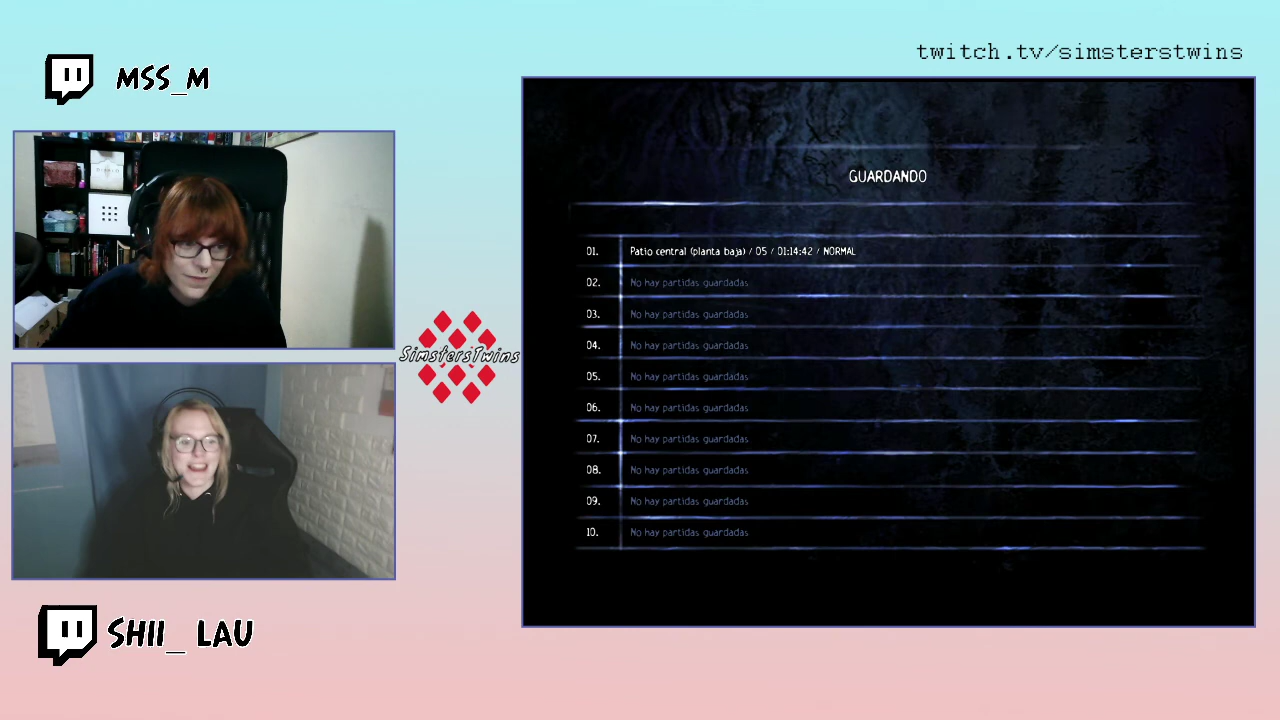 MSS_M
twitch.tv/simsterstwins
GUARDANDO
01. Patio central (planta baja) / 05 / 01:14:42 / NORMAL
02. No hay partidas guardadas
03. No hay partidas guardadas
04. No hay partidas guardadas
05. No hay partidas guardadas
06. No hay partidas guardadas
07. No hay partidas guardadas
08. No hay partidas guardadas
09. No hay partidas guardadas
10. No hay partidas guardadas
SimstersTwins
SHII_ LAU